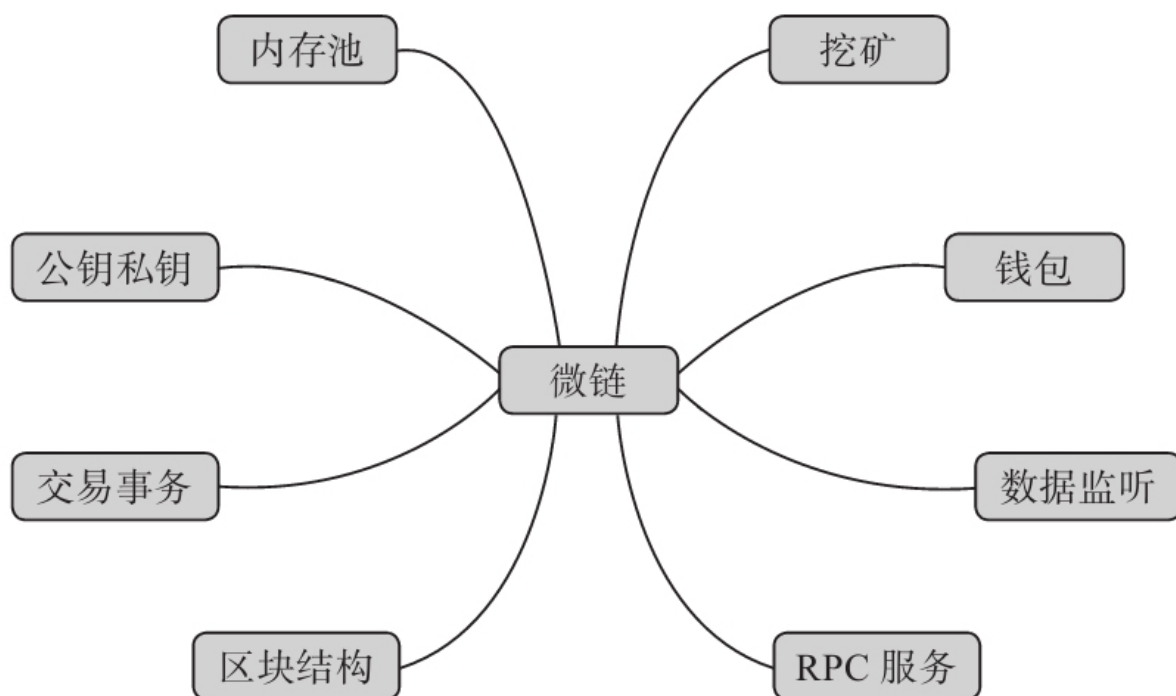 内存池
挖矿
公钥私钥
钱包
微链
交易事务
数据监听
区块结构
RPC 服务